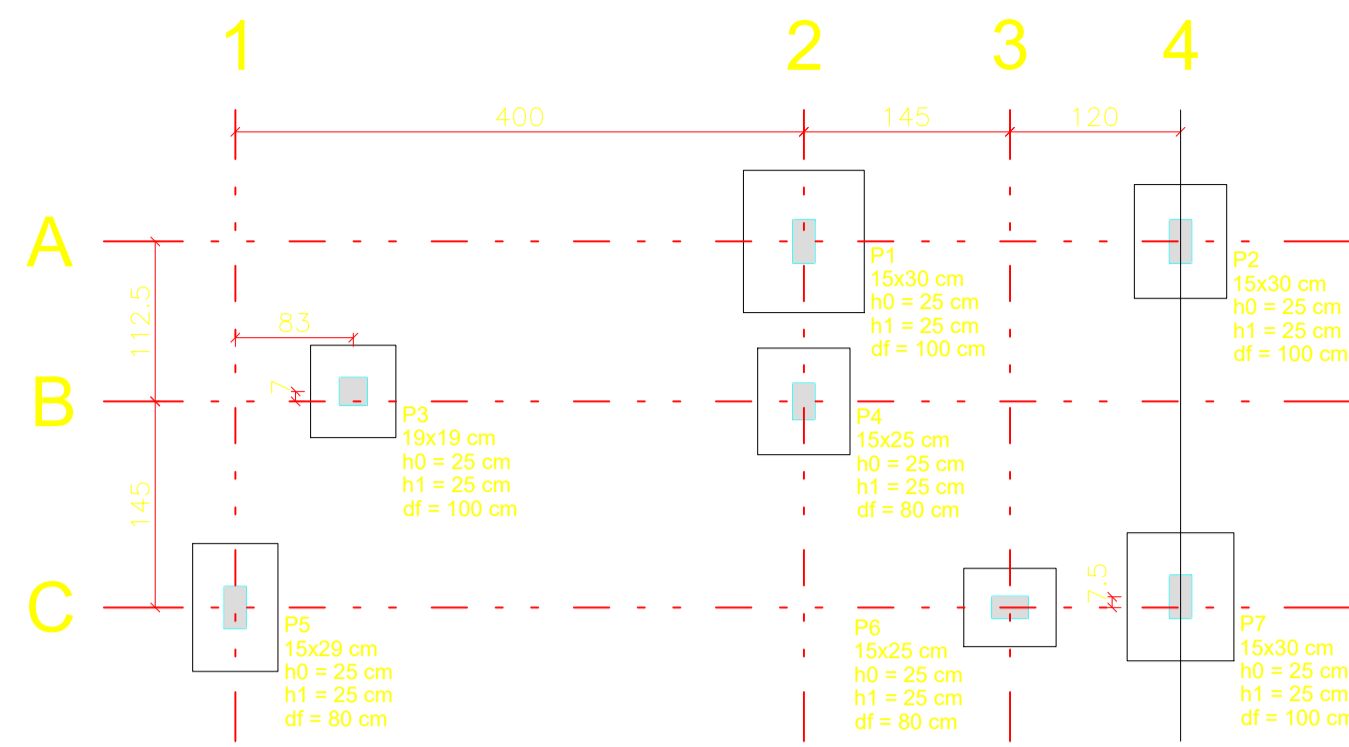 1
2
3
4
400
145
120
A
P1
15x30 cm
h0 = 25 cm
h1 = 25 cm
df = 100 cm
P2
15x30 cm
h0 = 25 cm
h1 = 25 cm
df = 100 cm
112.5
83
7
B
P3
19x19 cm
h0 = 25 cm
h1 = 25 cm
df = 100 cm
P4
15x25 cm
h0 = 25 cm
h1 = 25 cm
df = 80 cm
145
7.5
C
P5
15x29 cm
h0 = 25 cm
h1 = 25 cm
df = 80 cm
P6
15x25 cm
h0 = 25 cm
h1 = 25 cm
df = 80 cm
P7
15x30 cm
h0 = 25 cm
h1 = 25 cm
df = 100 cm